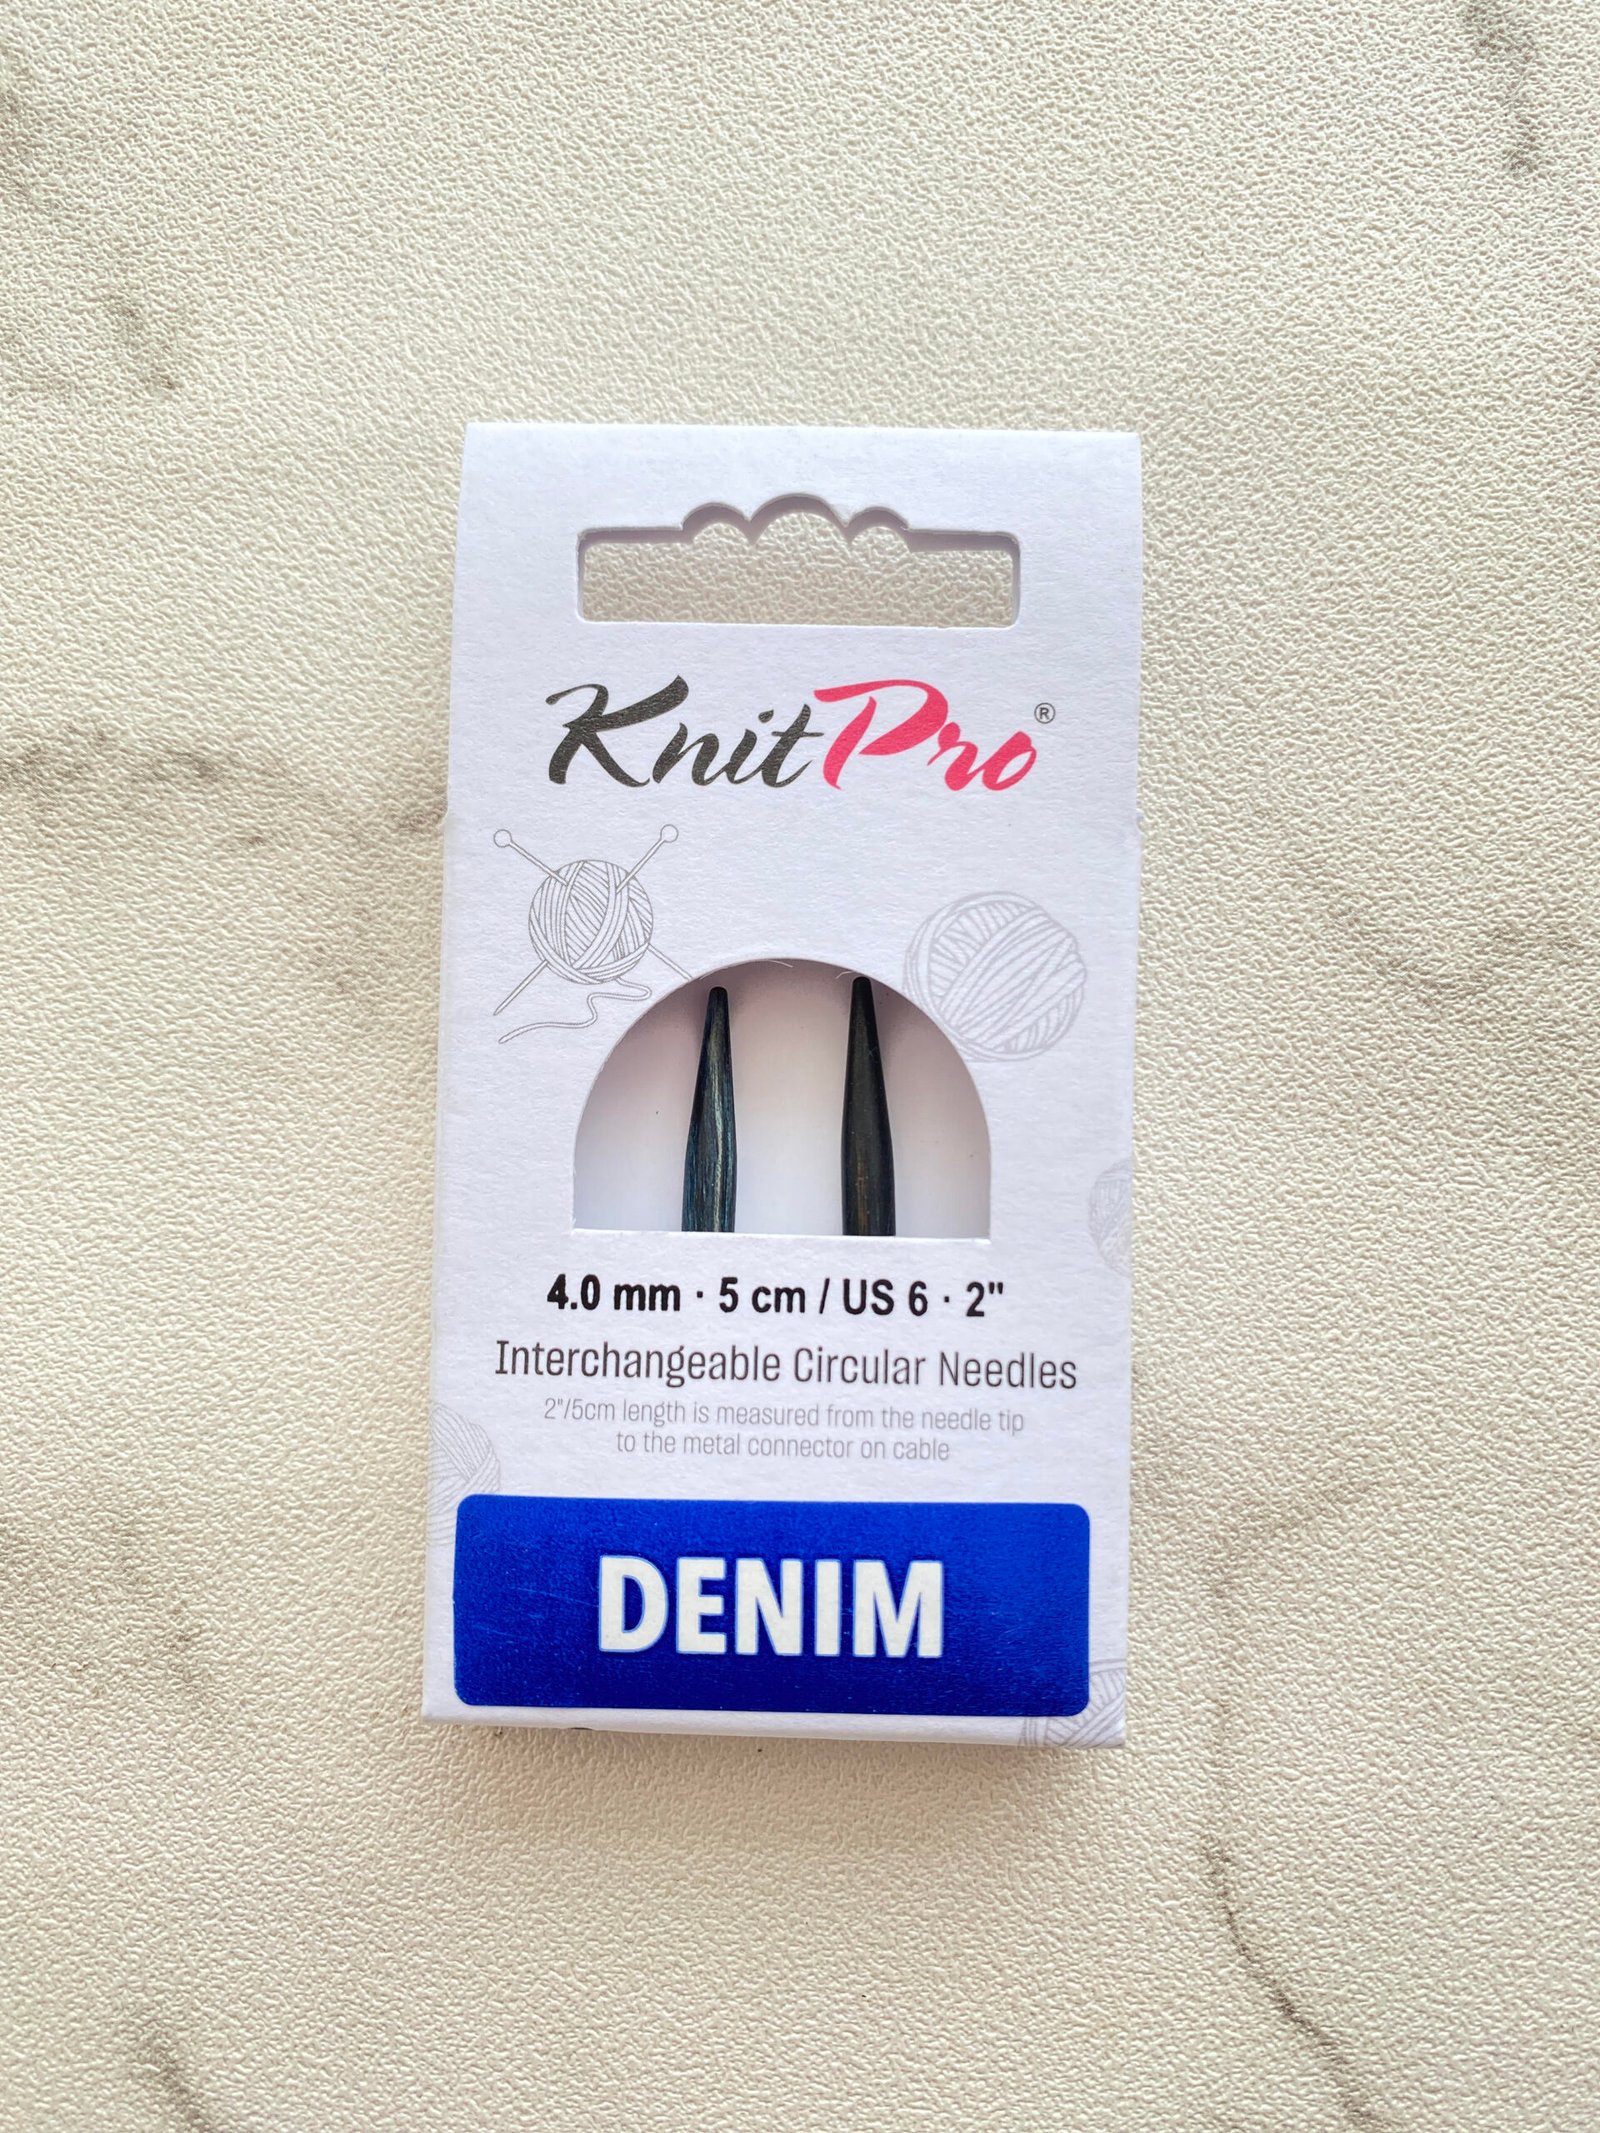 KnitPro®
4.0 mm · 5 cm / US 6 · 2"
Interchangeable Circular Needles
2"/5cm length is measured from the needle tip
to the metal connector on cable
DENIM